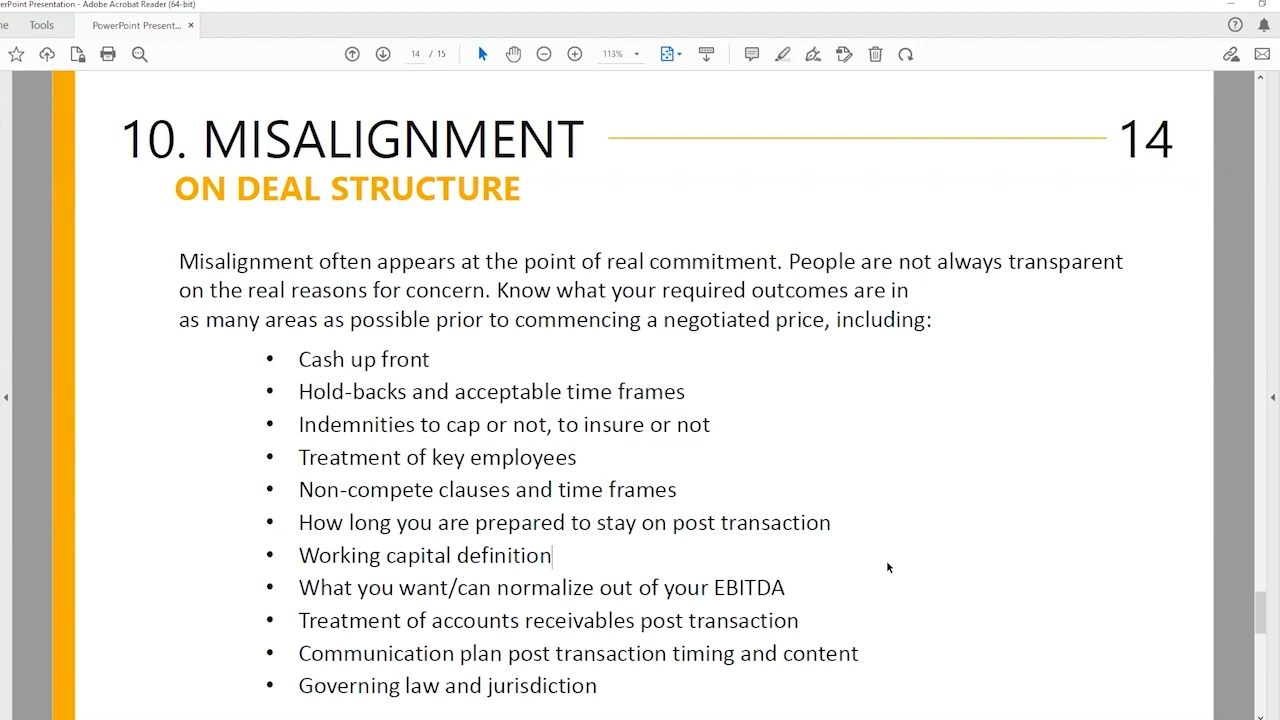 PowerPoint Presentation - Adobe Acrobat Reader (64-bit)
Tools
PowerPoint Present... ×
14 / 15
113%
10. MISALIGNMENT
14
ON DEAL STRUCTURE
Misalignment often appears at the point of real commitment. People are not always transparent
on the real reasons for concern. Know what your required outcomes are in
as many areas as possible prior to commencing a negotiated price, including:
• Cash up front
• Hold-backs and acceptable time frames
• Indemnities to cap or not, to insure or not
• Treatment of key employees
• Non-compete clauses and time frames
• How long you are prepared to stay on post transaction
• Working capital definition
• What you want/can normalize out of your EBITDA
• Treatment of accounts receivables post transaction
• Communication plan post transaction timing and content
• Governing law and jurisdiction